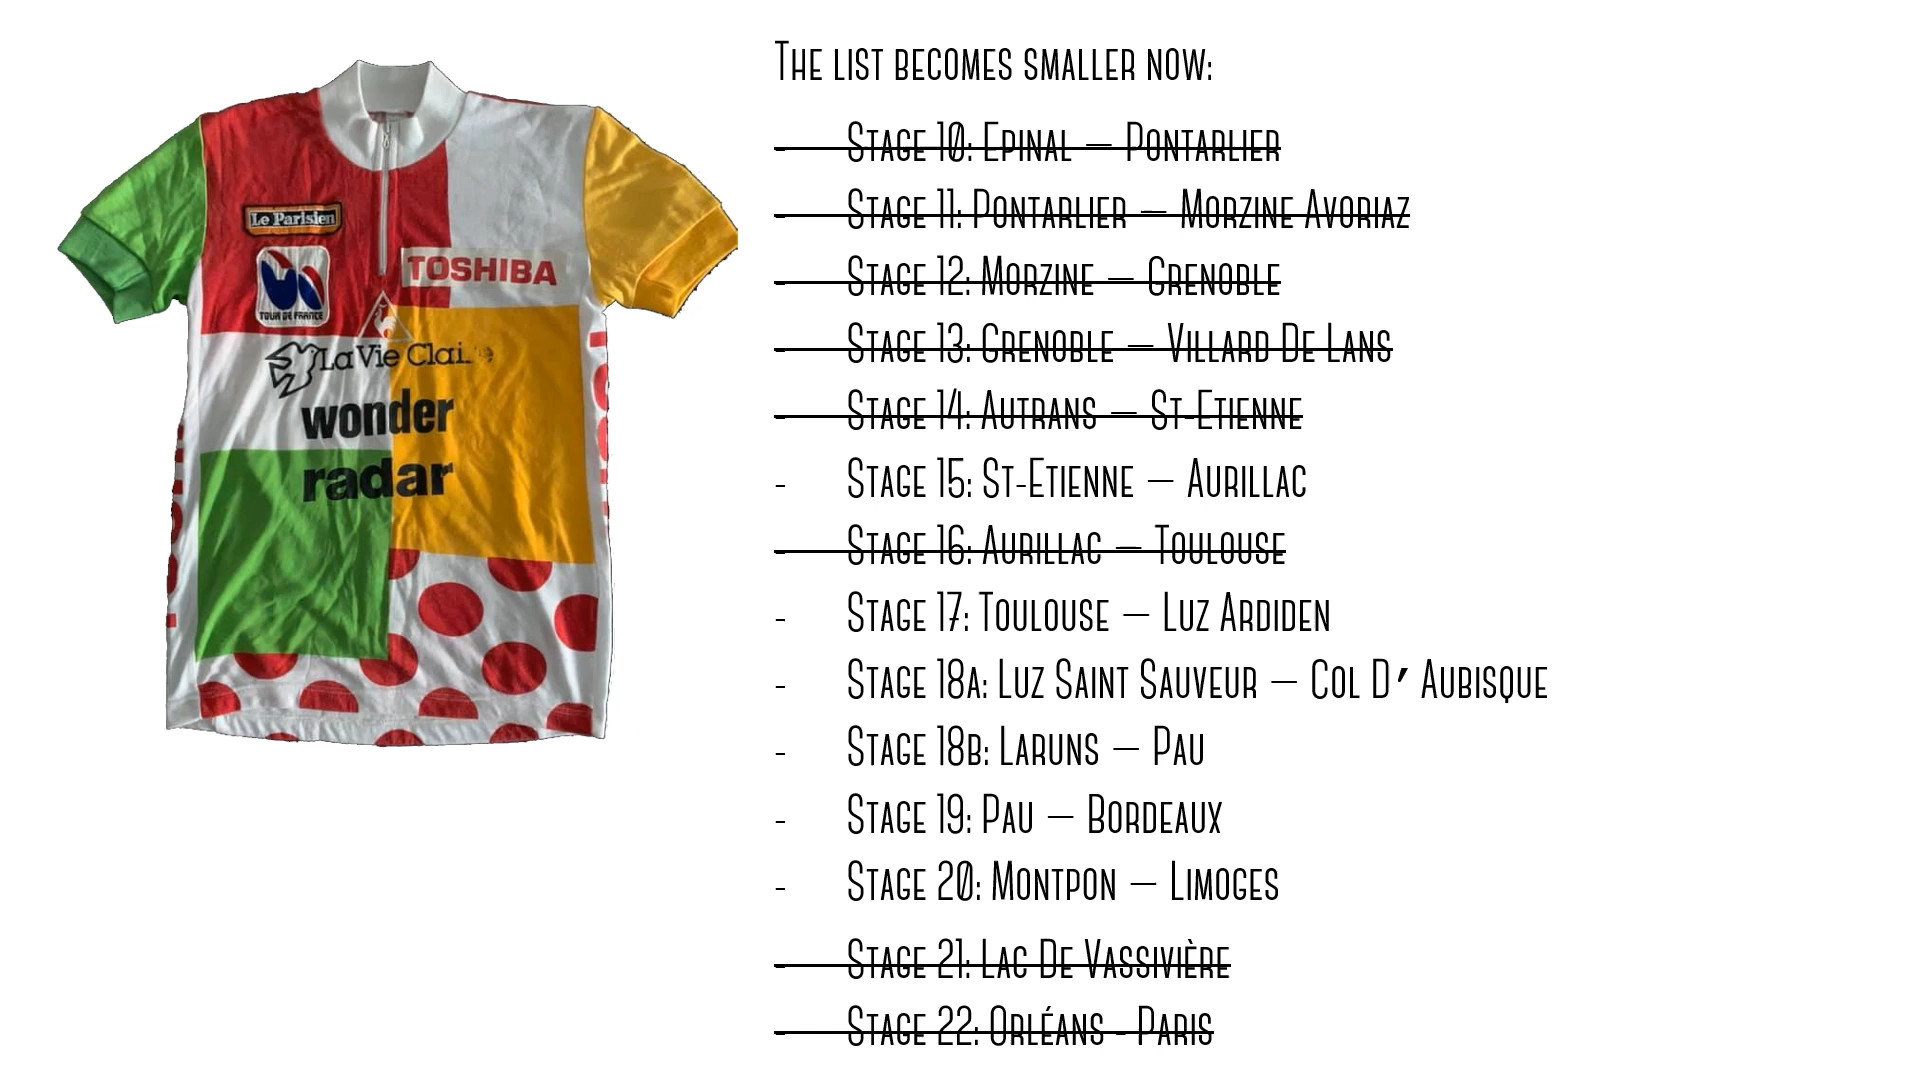 The list becomes smaller now:
- Stage 10: Epinal – Pontarlier
- Stage 11: Pontarlier – Morzine Avoriaz
- Stage 12: Morzine – Grenoble
- Stage 13: Grenoble – Villard De Lans
- Stage 14: Autrans – St-Etienne
- Stage 15: St-Etienne – Aurillac
- Stage 16: Aurillac – Toulouse
- Stage 17: Toulouse – Luz Ardiden
- Stage 18a: Luz Saint Sauveur – Col D’ Aubisque
- Stage 18b: Laruns – Pau
- Stage 19: Pau – Bordeaux
- Stage 20: Montpon – Limoges
- Stage 21: Lac De Vassivière
- Stage 22: Orléans - Paris
Le Parisien
TOUR DE FRANCE
TOSHIBA
La Vie
wonder
radar